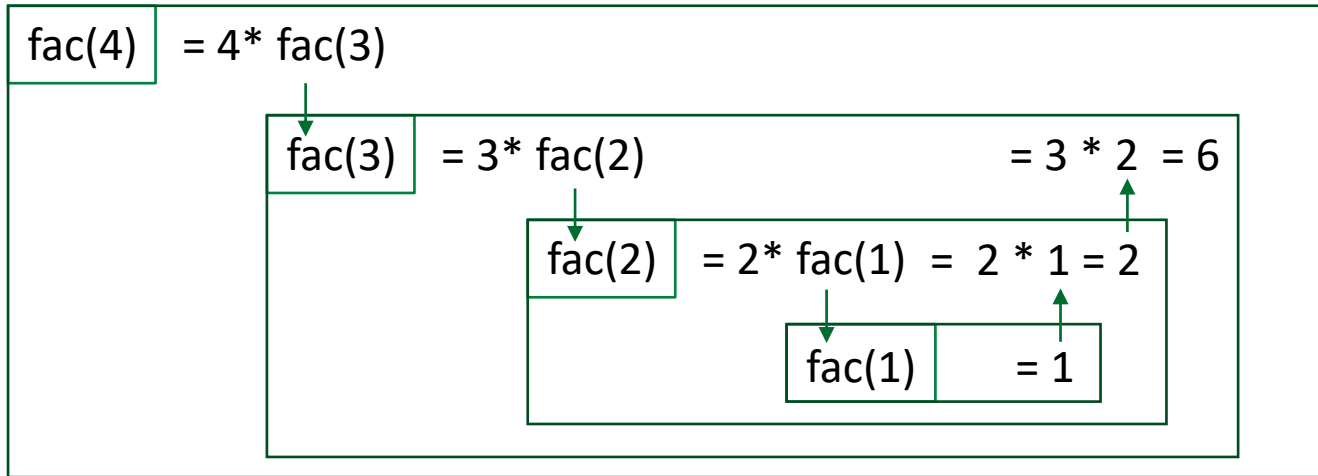 fac(4) = 4* fac(3)
fac(3) = 3* fac(2) = 3 * 2 = 6
fac(2) = 2* fac(1) = 2 * 1 = 2
fac(1) = 1